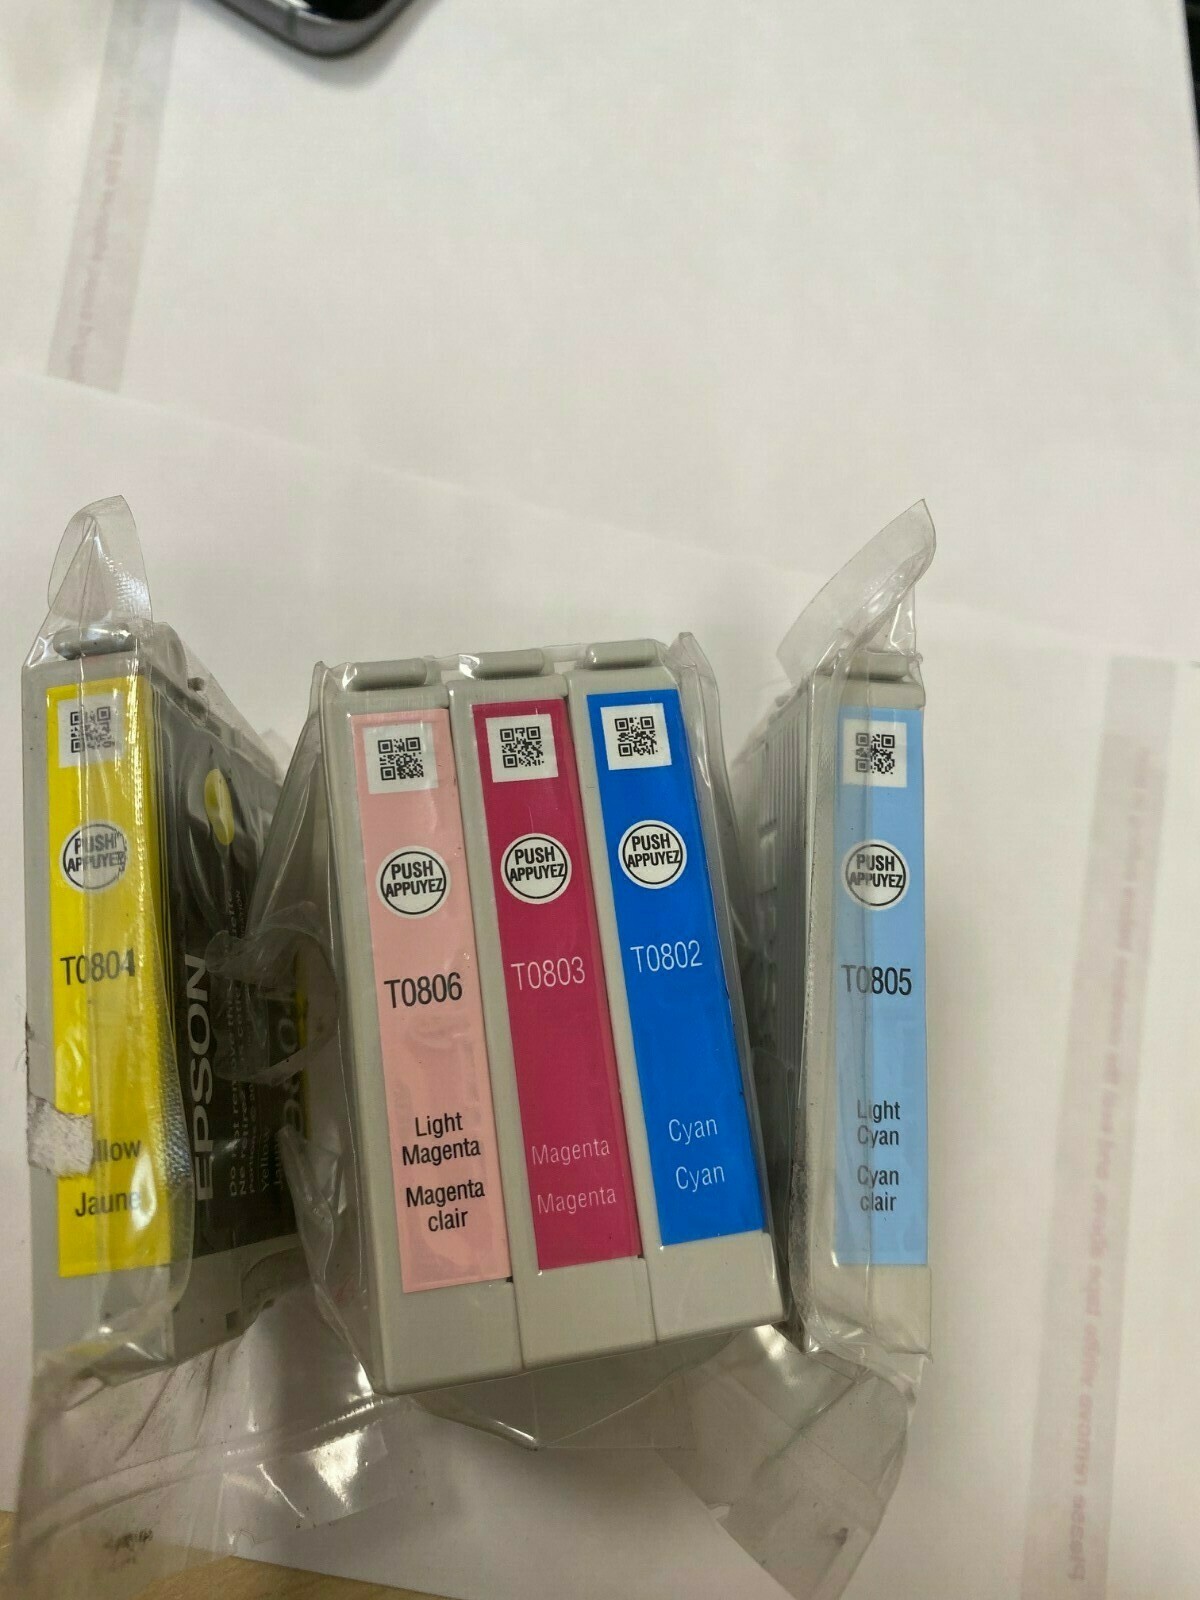 PUSH
APPUYEZ
T0804
llow
Jaune
EPSON
PUSH
APPUYEZ
T0806
Light
Magenta
Magenta
clair
PUSH
APPUYEZ
T0803
Magenta
Magenta
PUSH
APPUYEZ
T0802
Cyan
Cyan
PUSH
APPUYEZ
T0805
Light
Cyan
Cyan
clair